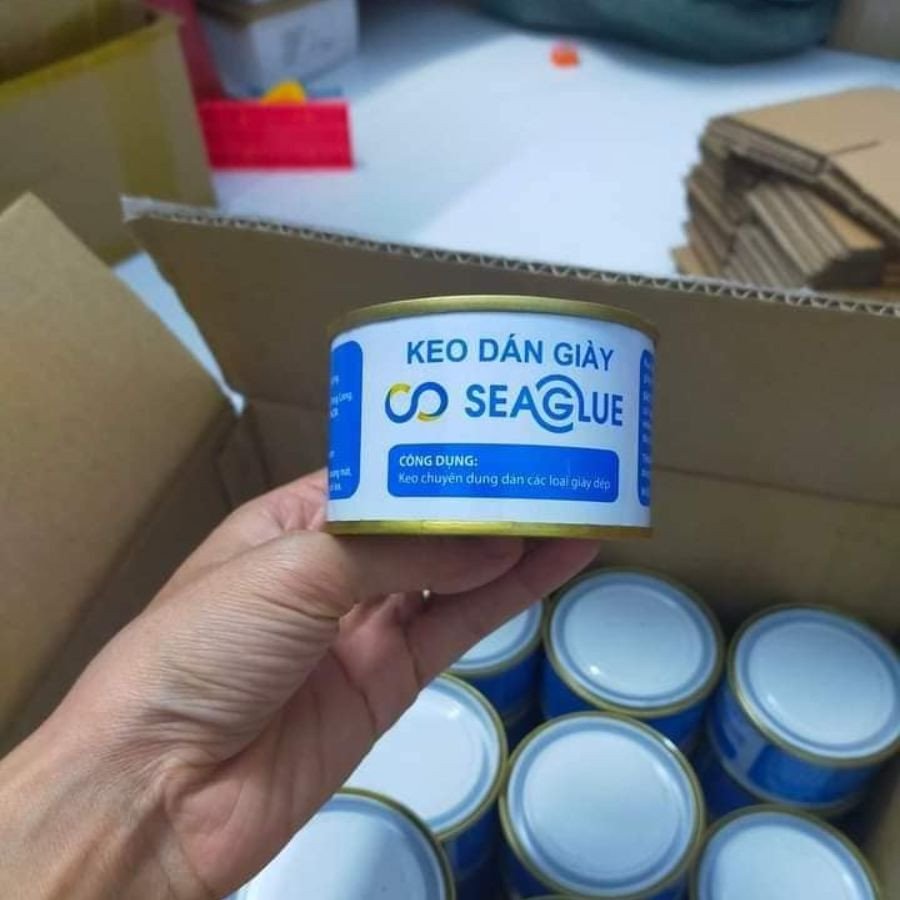 KEO DÁN GIÀY
SEAGLUE
CÔNG DỤNG:
Keo chuyên dụng dán các loại giày dép